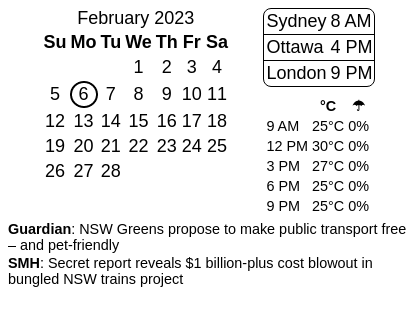 February 2023
Su Mo Tu We Th Fr Sa
1 2 3 4
5 6 7 8 9 10 11
12 13 14 15 16 17 18
19 20 21 22 23 24 25
26 27 28
Sydney 8 AM
Ottawa 4 PM
London 9 PM
°C ☂
9 AM 25°C 0%
12 PM 30°C 0%
3 PM 27°C 0%
6 PM 25°C 0%
9 PM 25°C 0%
Guardian: NSW Greens propose to make public transport free
– and pet-friendly
SMH: Secret report reveals $1 billion-plus cost blowout in
bungled NSW trains project